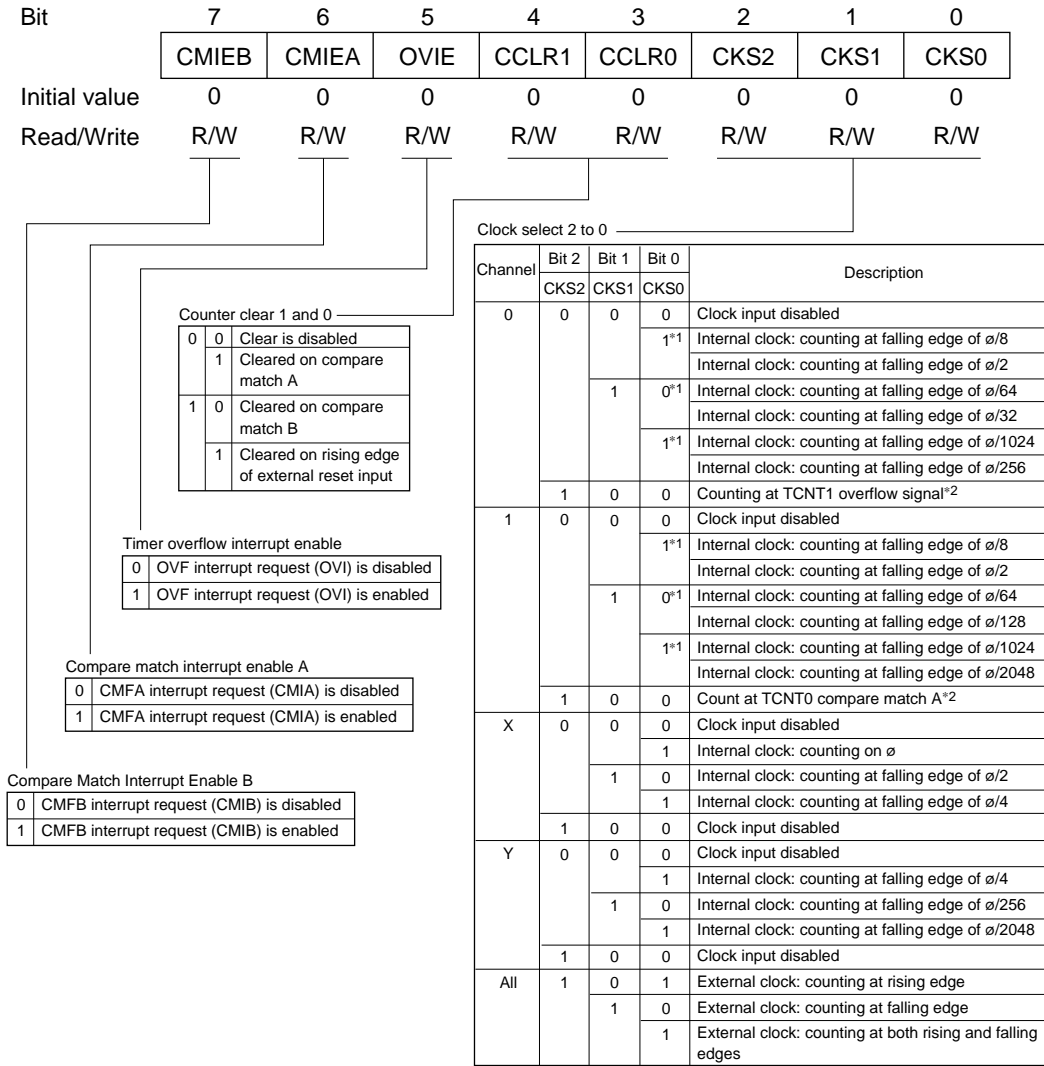 Bit 7 6 5 4 3 2 1 0
CMIEB CMIEA OVIE CCLR1 CCLR0 CKS2 CKS1 CKS0
Initial value 0 0 0 0 0 0 0 0
Read/Write R/W R/W R/W R/W R/W R/W R/W R/W
Clock select 2 to 0
Channel Bit 2 Bit 1 Bit 0 Description
CKS2 CKS1 CKS0
0 0 0 0 Clock input disabled
1*1 Internal clock: counting at falling edge of ø/8
Internal clock: counting at falling edge of ø/2
1 0*1 Internal clock: counting at falling edge of ø/64
Internal clock: counting at falling edge of ø/32
1*1 Internal clock: counting at falling edge of ø/1024
Internal clock: counting at falling edge of ø/256
1 0 0 Counting at TCNT1 overflow signal*2
1 0 0 0 Clock input disabled
1*1 Internal clock: counting at falling edge of ø/8
Internal clock: counting at falling edge of ø/2
1 0*1 Internal clock: counting at falling edge of ø/64
Internal clock: counting at falling edge of ø/128
1*1 Internal clock: counting at falling edge of ø/1024
Internal clock: counting at falling edge of ø/2048
1 0 0 Count at TCNT0 compare match A*2
X 0 0 0 Clock input disabled
1 Internal clock: counting on ø
1 0 Internal clock: counting at falling edge of ø/2
1 Internal clock: counting at falling edge of ø/4
1 0 0 Clock input disabled
Y 0 0 0 Clock input disabled
1 Internal clock: counting at falling edge of ø/4
1 0 Internal clock: counting at falling edge of ø/256
1 Internal clock: counting at falling edge of ø/2048
1 0 0 Clock input disabled
All 1 0 1 External clock: counting at rising edge
1 0 External clock: counting at falling edge
1 External clock: counting at both rising and falling
edges
Counter clear 1 and 0
0 0 Clear is disabled
1 Cleared on compare
match A
1 0 Cleared on compare
match B
1 Cleared on rising edge
of external reset input
Timer overflow interrupt enable
0 OVF interrupt request (OVI) is disabled
1 OVF interrupt request (OVI) is enabled
Compare match interrupt enable A
0 CMFA interrupt request (CMIA) is disabled
1 CMFA interrupt request (CMIA) is enabled
Compare Match Interrupt Enable B
0 CMFB interrupt request (CMIB) is disabled
1 CMFB interrupt request (CMIB) is enabled